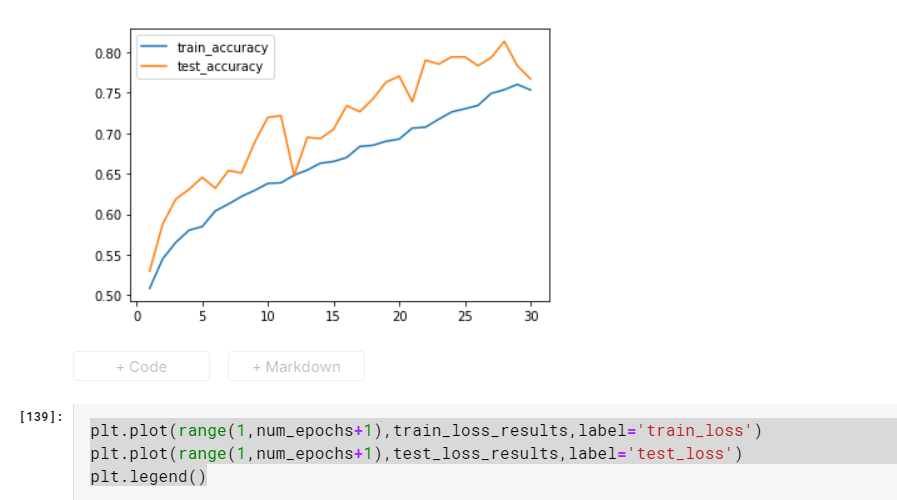 train_accuracy
test_accuracy
0.80
0.75
0.70
0.65
0.60
0.55
0.50
0 5 10 15 20 25 30
+ Code + Markdown
[139]:
plt.plot(range(1,num_epochs+1),train_loss_results,label='train_loss')
plt.plot(range(1,num_epochs+1),test_loss_results,label='test_loss')
plt.legend()